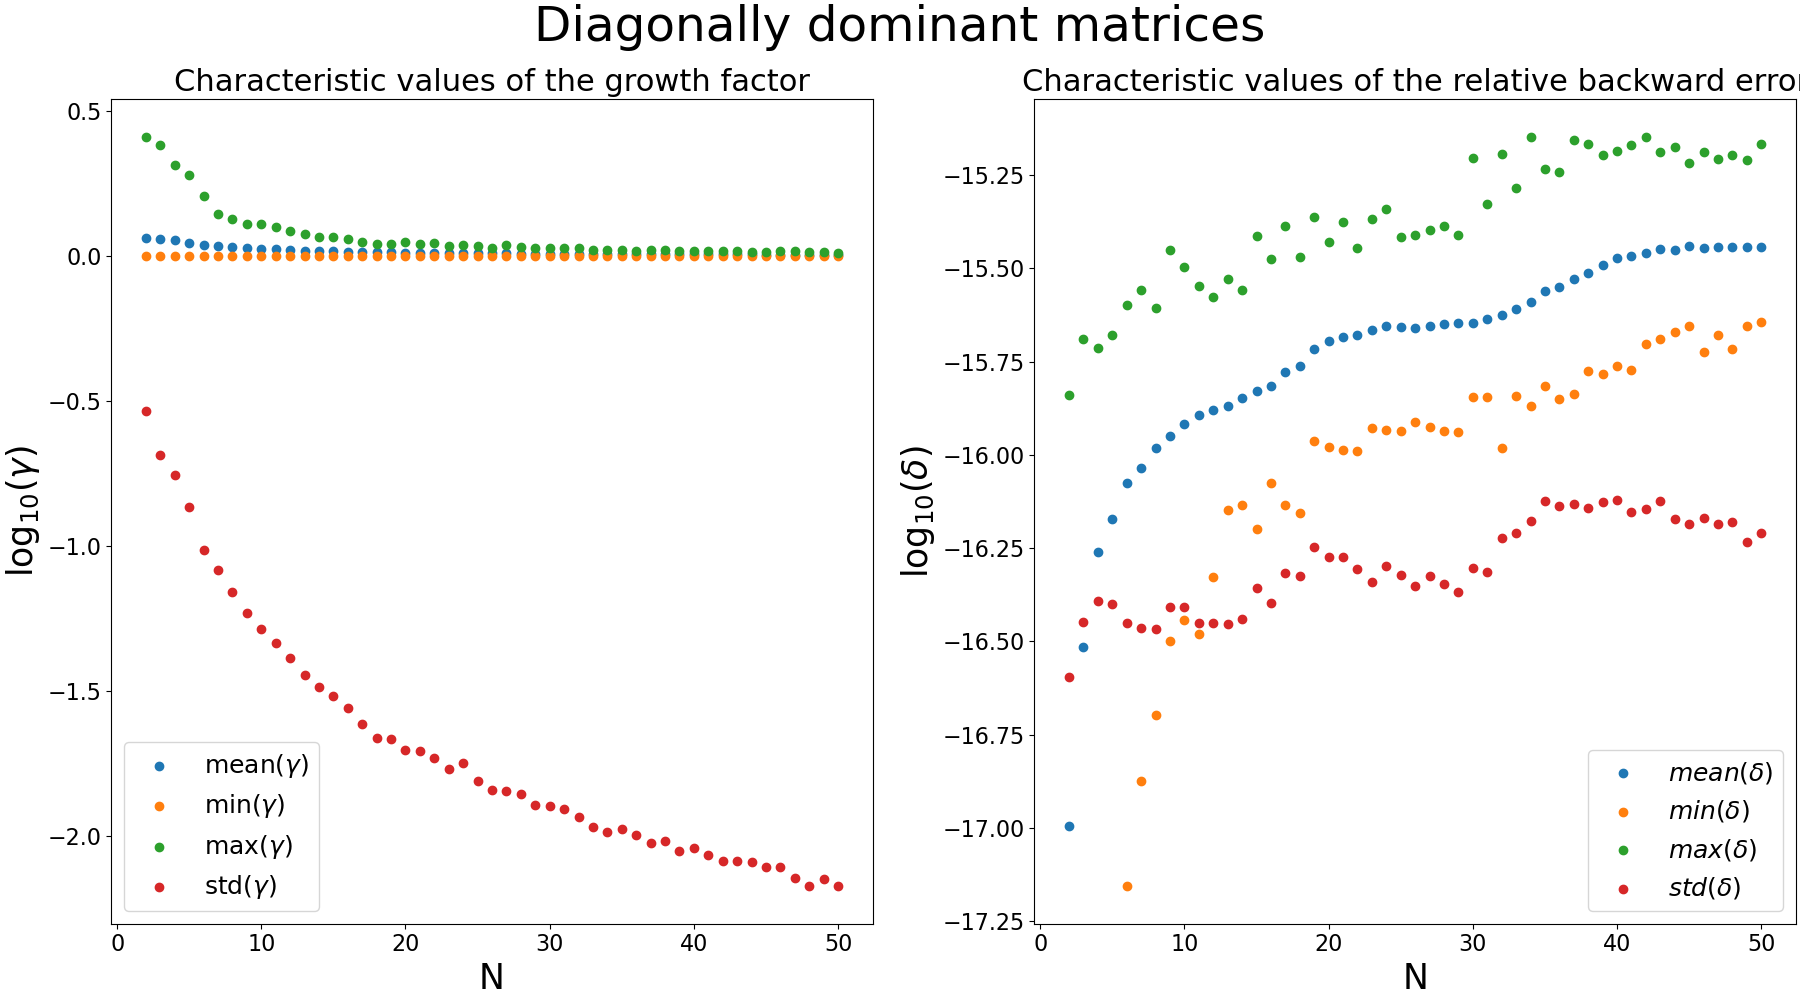 Diagonally dominant matrices
Characteristic values of the growth factor
0.5
0.0
−0.5
−1.0
−1.5
−2.0
log₁₀(γ)
mean(γ)
min(γ)
max(γ)
std(γ)
0 10 20 30 40 50
N
Characteristic values of the relative backward error
−15.25
−15.50
−15.75
−16.00
−16.25
−16.50
−16.75
−17.00
−17.25
log₁₀(δ)
mean(δ)
min(δ)
max(δ)
std(δ)
0 10 20 30 40 50
N